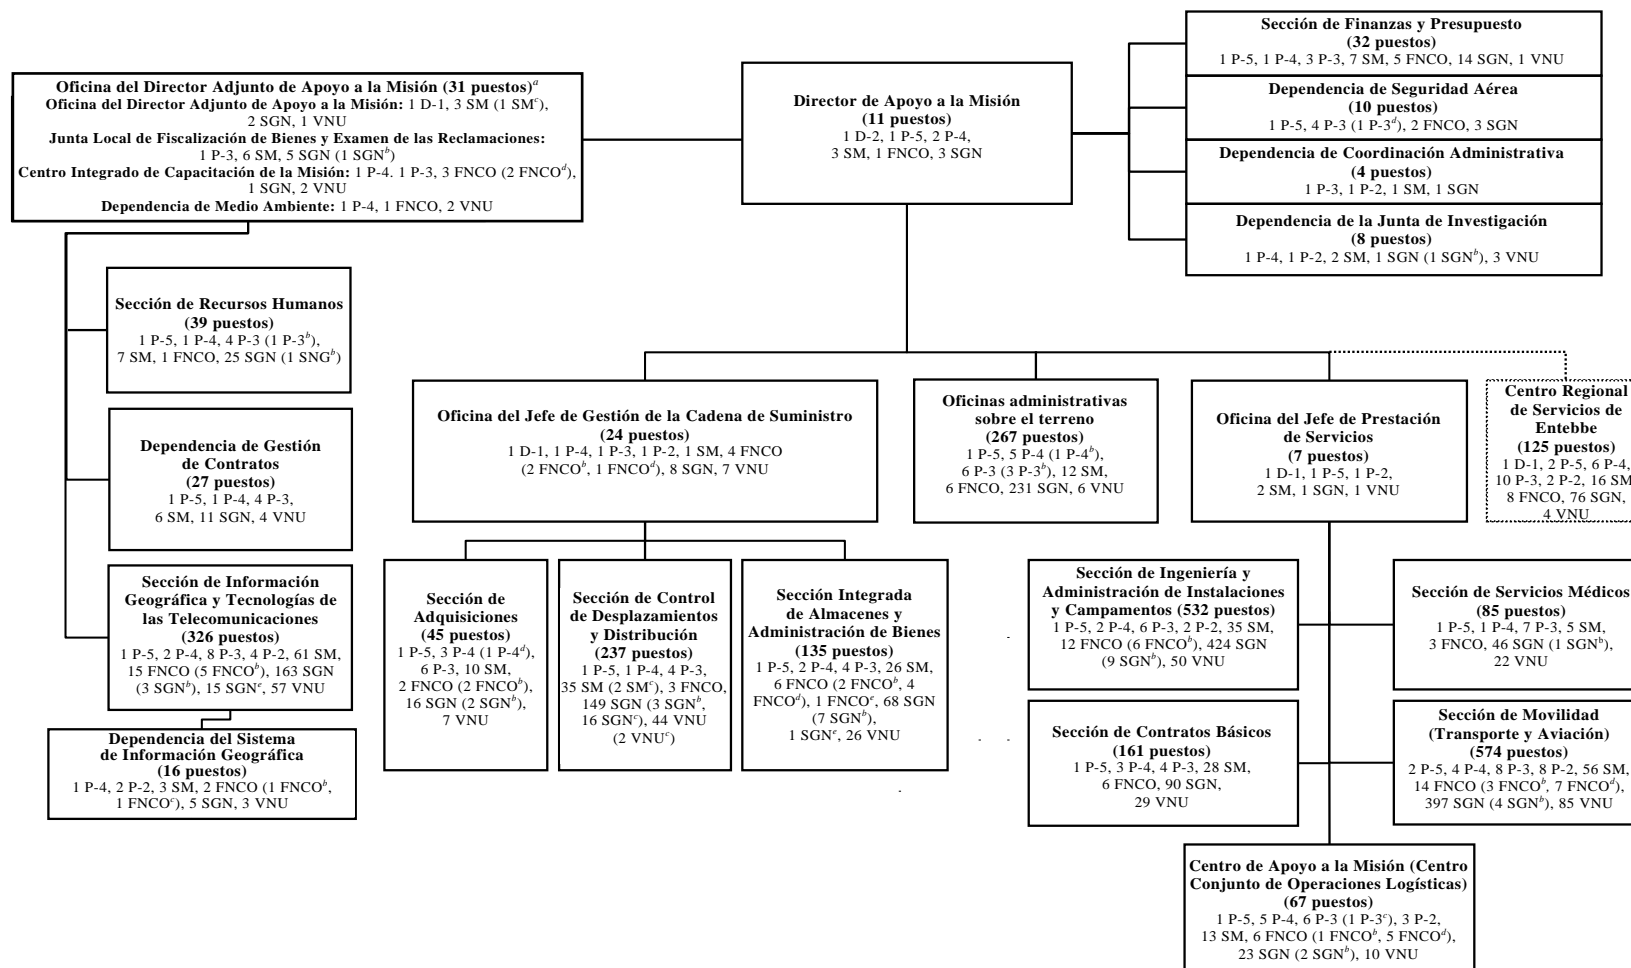 Sección de Finanzas y Presupuesto
(32 puestos)
1 P-5, 1 P-4, 3 P-3, 7 SM, 5 FNCO, 14 SGN, 1 VNU
Dependencia de Seguridad Aérea
(10 puestos)
1 P-5, 4 P-3 (1 P-3d), 2 FNCO, 3 SGN
Dependencia de Coordinación Administrativa
(4 puestos)
1 P-3, 1 P-2, 1 SM, 1 SGN
Dependencia de la Junta de Investigación
(8 puestos)
1 P-4, 1 P-2, 2 SM, 1 SGN (1 SGNb), 3 VNU
Oficina del Director Adjunto de Apoyo a la Misión (31 puestos)a
Oficina del Director Adjunto de Apoyo a la Misión: 1 D-1, 3 SM (1 SMc),
2 SGN, 1 VNU
Junta Local de Fiscalización de Bienes y Examen de las Reclamaciones:
1 P-3, 6 SM, 5 SGN (1 SGNb)
Centro Integrado de Capacitación de la Misión: 1 P-4. 1 P-3, 3 FNCO (2 FNCOd),
1 SGN, 2 VNU
Dependencia de Medio Ambiente: 1 P-4, 1 FNCO, 2 VNU
Director de Apoyo a la Misión
(11 puestos)
1 D-2, 1 P-5, 2 P-4,
3 SM, 1 FNCO, 3 SGN
Sección de Recursos Humanos
(39 puestos)
1 P-5, 1 P-4, 4 P-3 (1 P-3b),
7 SM, 1 FNCO, 25 SGN (1 SNGb)
Dependencia de Gestión
de Contratos
(27 puestos)
1 P-5, 1 P-4, 4 P-3,
6 SM, 11 SGN, 4 VNU
Sección de Información
Geográfica y Tecnologías de
las Telecomunicaciones
(326 puestos)
1 P-5, 2 P-4, 8 P-3, 4 P-2, 61 SM,
15 FNCO (5 FNCOb), 163 SGN
(3 SGNb), 15 SGNe, 57 VNU
Dependencia del Sistema
de Información Geográfica
(16 puestos)
1 P-4, 2 P-2, 3 SM, 2 FNCO (1 FNCOb,
1 FNCOc), 5 SGN, 3 VNU
Oficina del Jefe de Gestión de la Cadena de Suministro
(24 puestos)
1 D-1, 1 P-4, 1 P-3, 1 P-2, 1 SM, 4 FNCO
(2 FNCOb, 1 FNCOd), 8 SGN, 7 VNU
Oficinas administrativas
sobre el terreno
(267 puestos)
1 P-5, 5 P-4 (1 P-4b),
6 P-3 (3 P-3b), 12 SM,
6 FNCO, 231 SGN, 6 VNU
Oficina del Jefe de Prestación
de Servicios
(7 puestos)
1 D-1, 1 P-5, 1 P-2,
2 SM, 1 SGN, 1 VNU
Centro Regional
de Servicios de
Entebbe
(125 puestos)
1 D-1, 2 P-5, 6 P-4,
10 P-3, 2 P-2, 16 SM
8 FNCO, 76 SGN,
4 VNU
Sección de
Adquisiciones
(45 puestos)
1 P-5, 3 P-4 (1 P-4d),
6 P-3, 10 SM,
2 FNCO (2 FNCOb),
16 SGN (2 SGNb),
7 VNU
Sección de Control
de Desplazamientos
y Distribución
(237 puestos)
1 P-5, 1 P-4, 4 P-3,
35 SM (2 SMc), 3 FNCO,
149 SGN (3 SGNb,
16 SGNc), 44 VNU
(2 VNUc)
Sección Integrada
de Almacenes y
Administración de Bienes
(135 puestos)
1 P-5, 2 P-4, 4 P-3, 26 SM,
6 FNCO (2 FNCOb, 4
FNCOd), 1 FNCOe, 68 SGN
(7 SGNb),
1 SGNe, 26 VNU
Sección de Ingeniería y
Administración de Instalaciones
y Campamentos (532 puestos)
1 P-5, 2 P-4, 6 P-3, 2 P-2, 35 SM,
12 FNCO (6 FNCOb), 424 SGN
(9 SGNb), 50 VNU
Sección de Servicios Médicos
(85 puestos)
1 P-5, 1 P-4, 7 P-3, 5 SM,
3 FNCO, 46 SGN (1 SGNb),
22 VNU
Sección de Contratos Básicos
(161 puestos)
1 P-5, 3 P-4, 4 P-3, 28 SM,
6 FNCO, 90 SGN,
29 VNU
Sección de Movilidad
(Transporte y Aviación)
(574 puestos)
2 P-5, 4 P-4, 8 P-3, 8 P-2, 56 SM,
14 FNCO (3 FNCOb, 7 FNCOd),
397 SGN (4 SGNb), 85 VNU
Centro de Apoyo a la Misión (Centro
Conjunto de Operaciones Logísticas)
(67 puestos)
1 P-5, 5 P-4, 6 P-3 (1 P-3c), 3 P-2,
13 SM, 6 FNCO (1 FNCOb, 5 FNCOd),
23 SGN (2 SGNb), 10 VNU